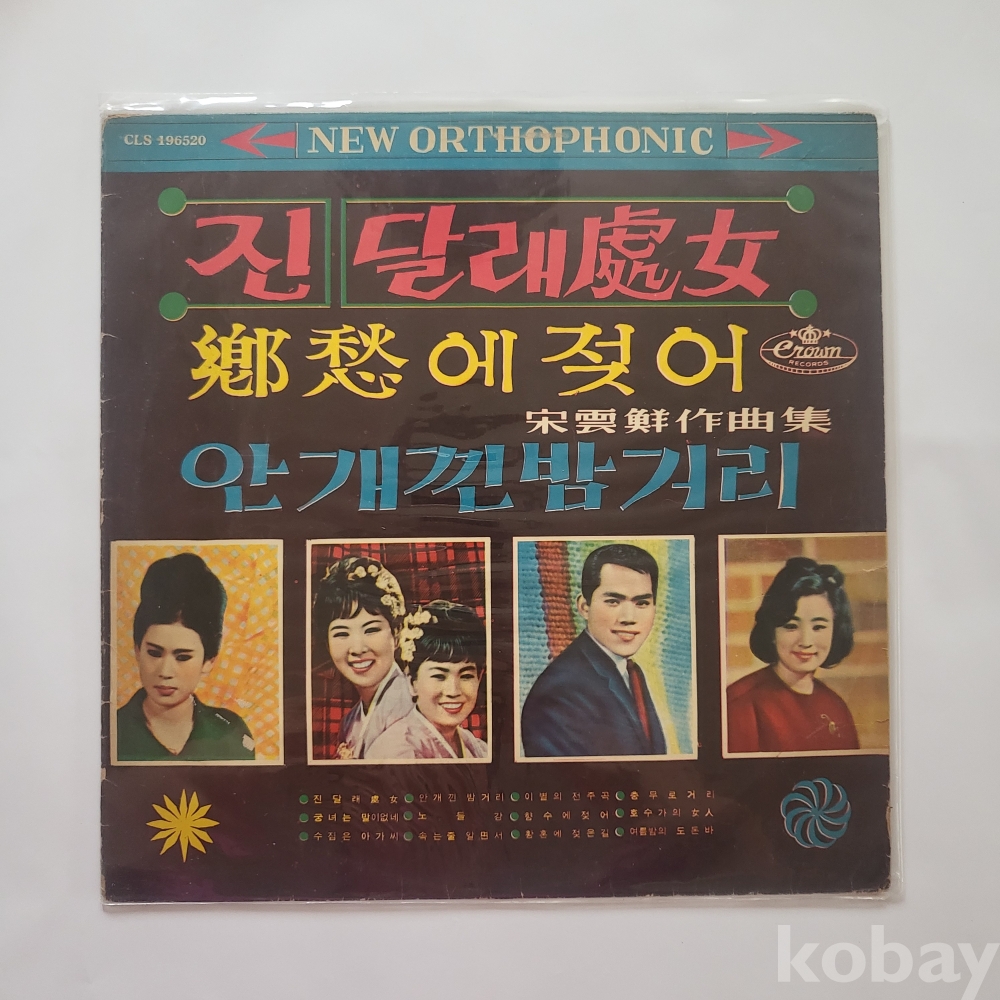 CLS 196520
NEW ORTHOPHONIC
진달래處女
鄕愁에젖어
Crown
RECORDS
宋雲鮮作曲集
안개낀밤거리
진달래處女 안개낀밤거리 이별의 전주곡 충무로거리
궁녀는 말이없네 노들강 향수에젖어 호수가의 女人
수집은 아가씨 속는줄 알면서 황혼에 젖은길 여름밤의 도돈바
kobay